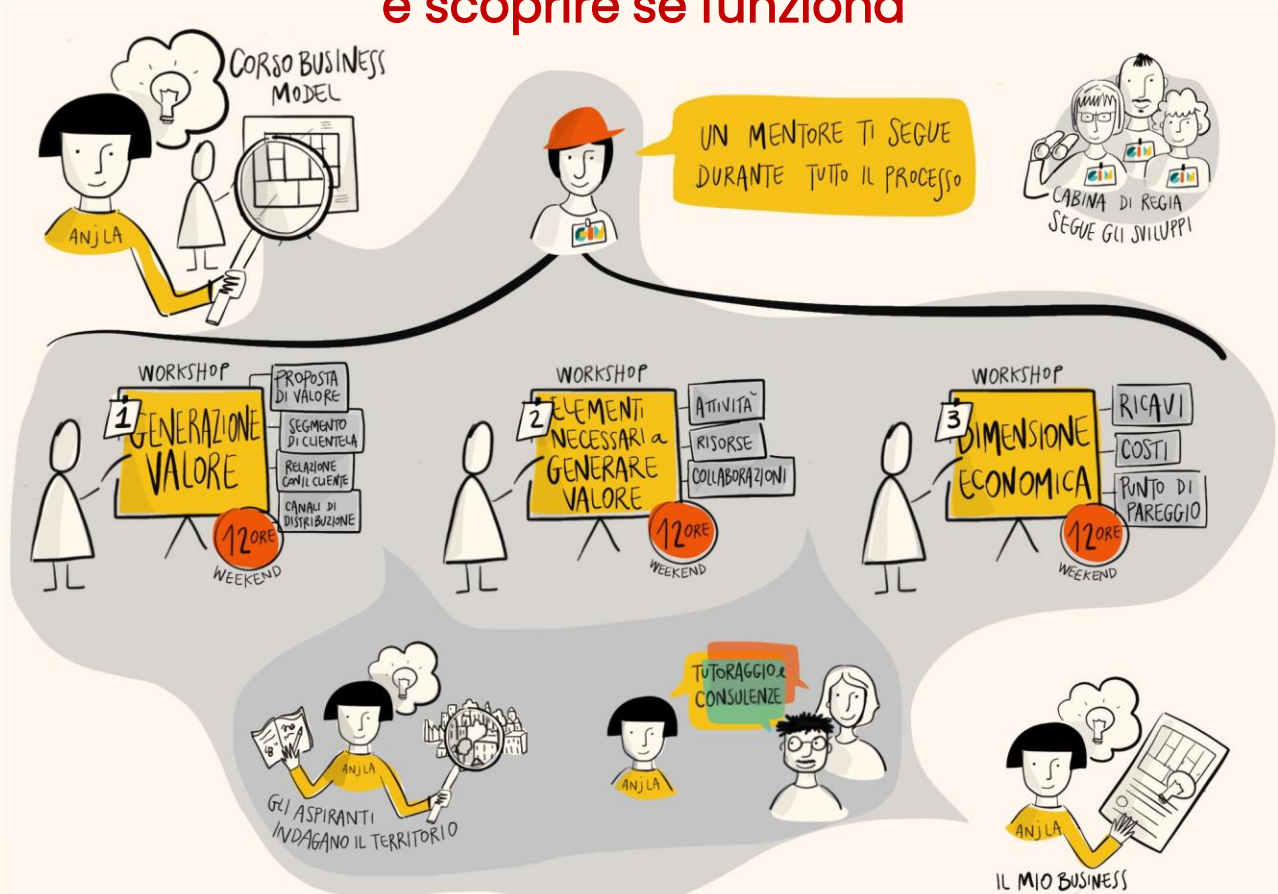 e scoprire se funziona
CORSO BUSINESS
MODEL
ANJLA
UN MENTORE TI SEGUE
DURANTE TUTTO IL PROCESSO
CIM
CIM
CIM
CIM
CABINA DI REGIA
SEGUE GLI SVILUPPI
WORKSHOP
1
GENERAZIONE
VALORE
PROPOSTA
DI VALORE
SEGMENTO
DI CLIENTELA
RELAZIONE
CON IL CLIENTE
CANALI DI
DISTRIBUZIONE
12 ORE
WEEKEND
WORKSHOP
2
ELEMENTI
NECESSARI a
GENERARE
VALORE
ATTIVITÀ
RISORSE
COLLABORAZIONI
12 ORE
WEEKEND
WORKSHOP
3
DIMENSIONE
ECONOMICA
RICAVI
COSTI
PUNTO DI
PAREGGIO
12 ORE
WEEKEND
ANJLA
GLI ASPIRANTI
INDAGANO IL TERRITORIO
TUTORAGGIO e
CONSULENZE
ANJLA
ANJLA
IL MIO BUSINESS